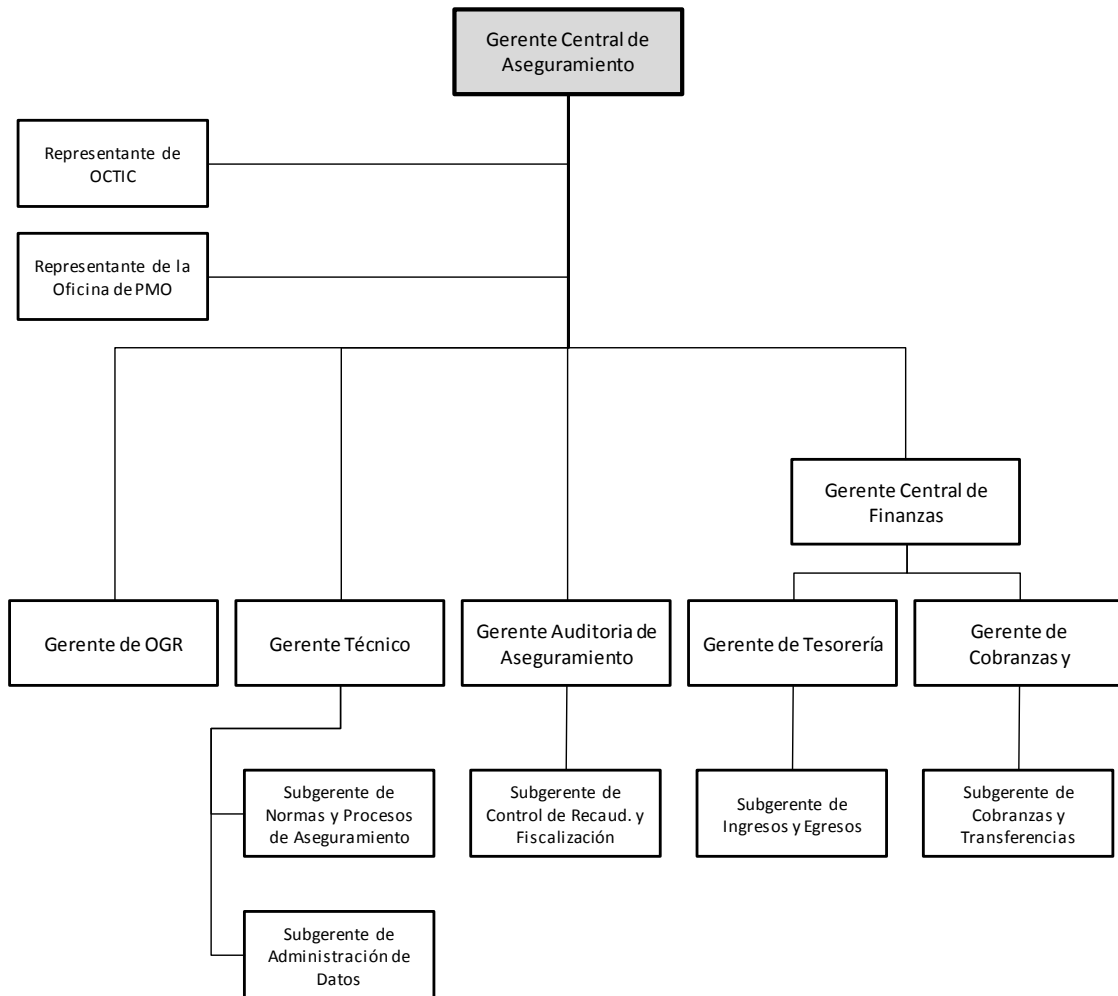 Gerente Central de
Aseguramiento
Representante de
OCTIC
Representante de la
Oficina de PMO
Gerente Central de
Finanzas
Gerente de OGR
Gerente Técnico
Gerente Auditoria de
Aseguramiento
Gerente de Tesorería
Gerente de
Cobranzas y
Subgerente de
Normas y Procesos
de Aseguramiento
Subgerente de
Control de Recaud. y
Fiscalización
Subgerente de
Ingresos y Egresos
Subgerente de
Cobranzas y
Transferencias
Subgerente de
Administración de
Datos